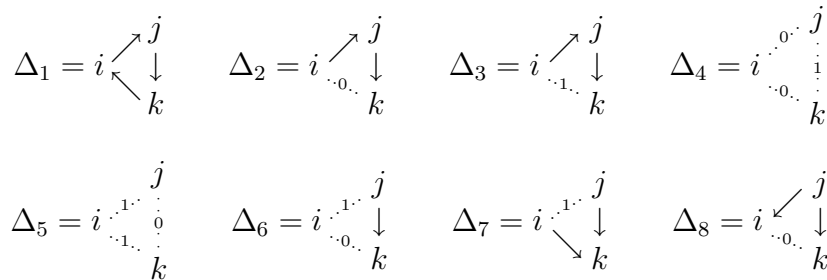 Δ₁ = i j k
Δ₂ = i j k 0
Δ₃ = i j k 1
Δ₄ = i j k 0 1 0
Δ₅ = i j k 1 0 1
Δ₆ = i j k 1 0
Δ₇ = i j k 1
Δ₈ = i j k 0